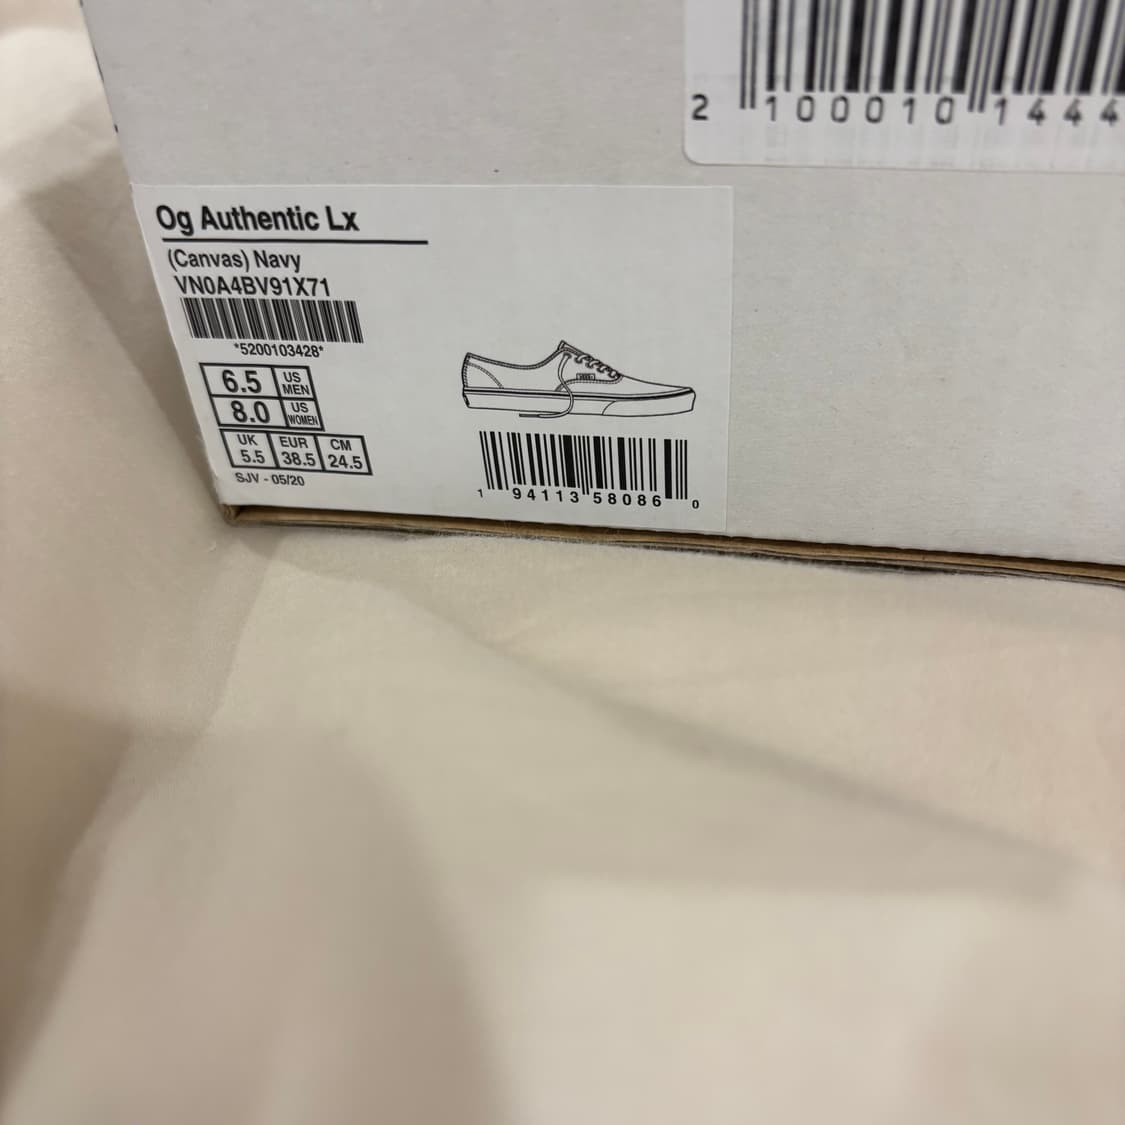 2 100010 1444
Og Authentic Lx
(Canvas) Navy
VN0A4BV91X71
*5200103428*
6.5 US MEN
8.0 US WOMEN
UK EUR CM
5.5 38.5 24.5
SJV - 05/20
1 94113 58086 0